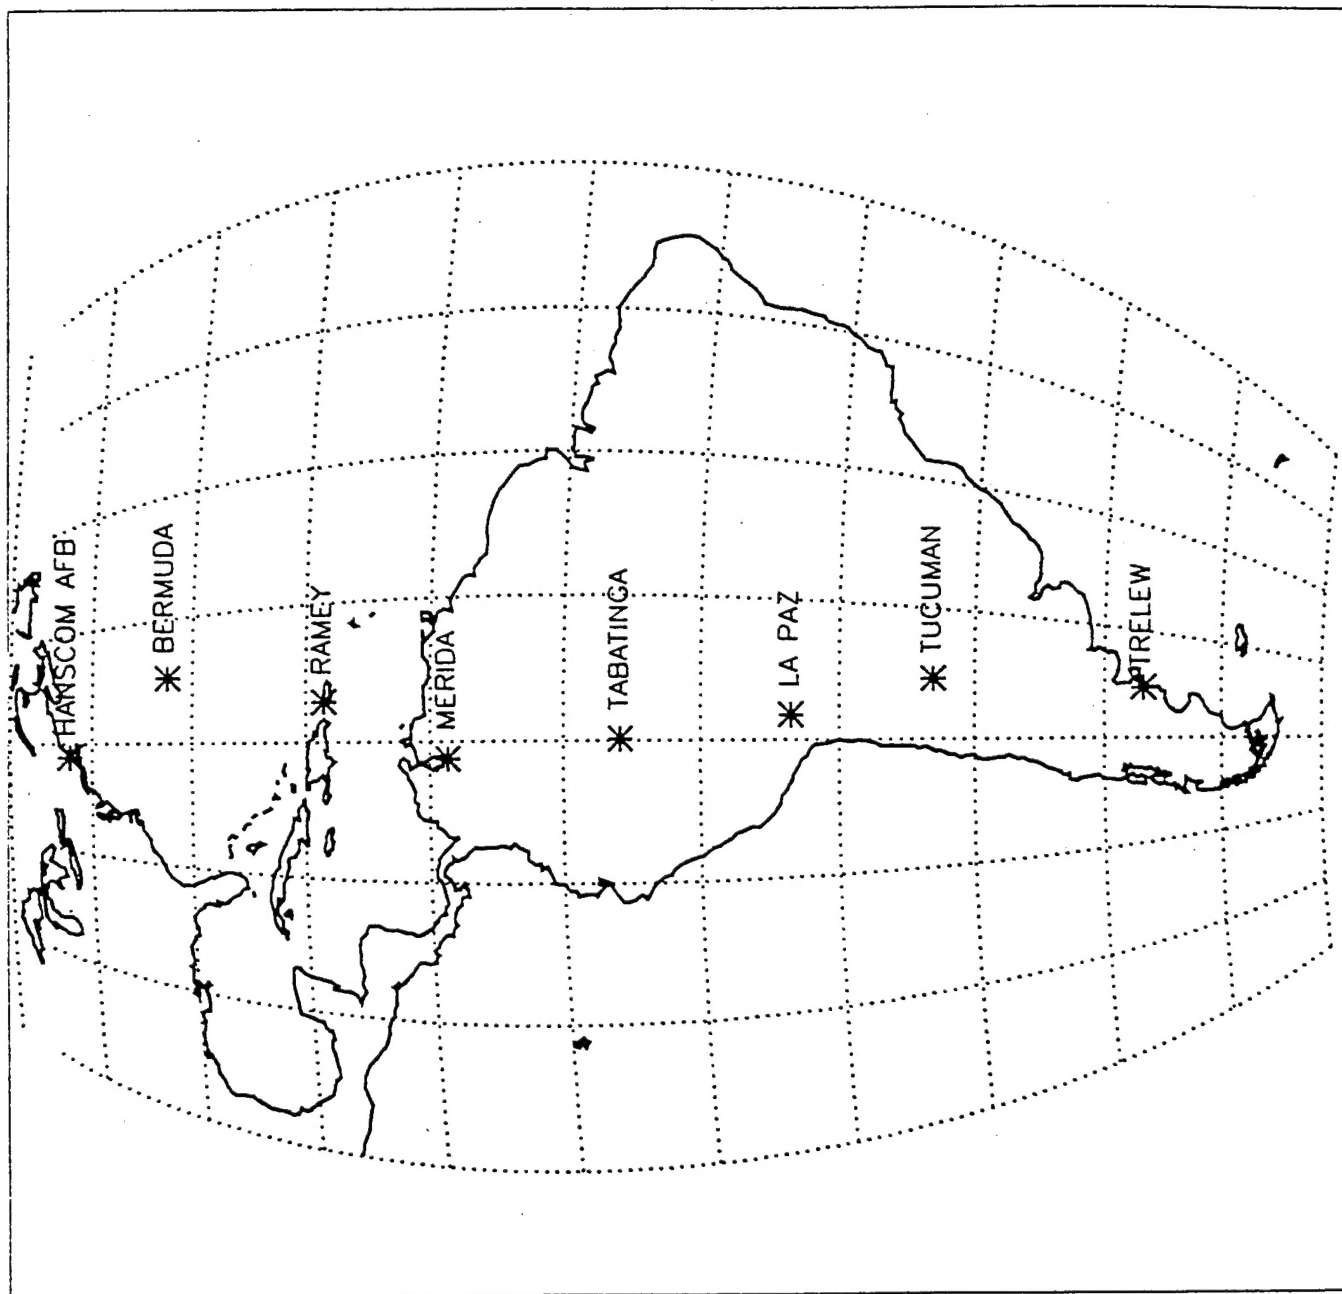 HANSCOM AFB
BERMUDA
RAMEY
MERIDA
TABATINGA
LA PAZ
TUCUMAN
TRELEW